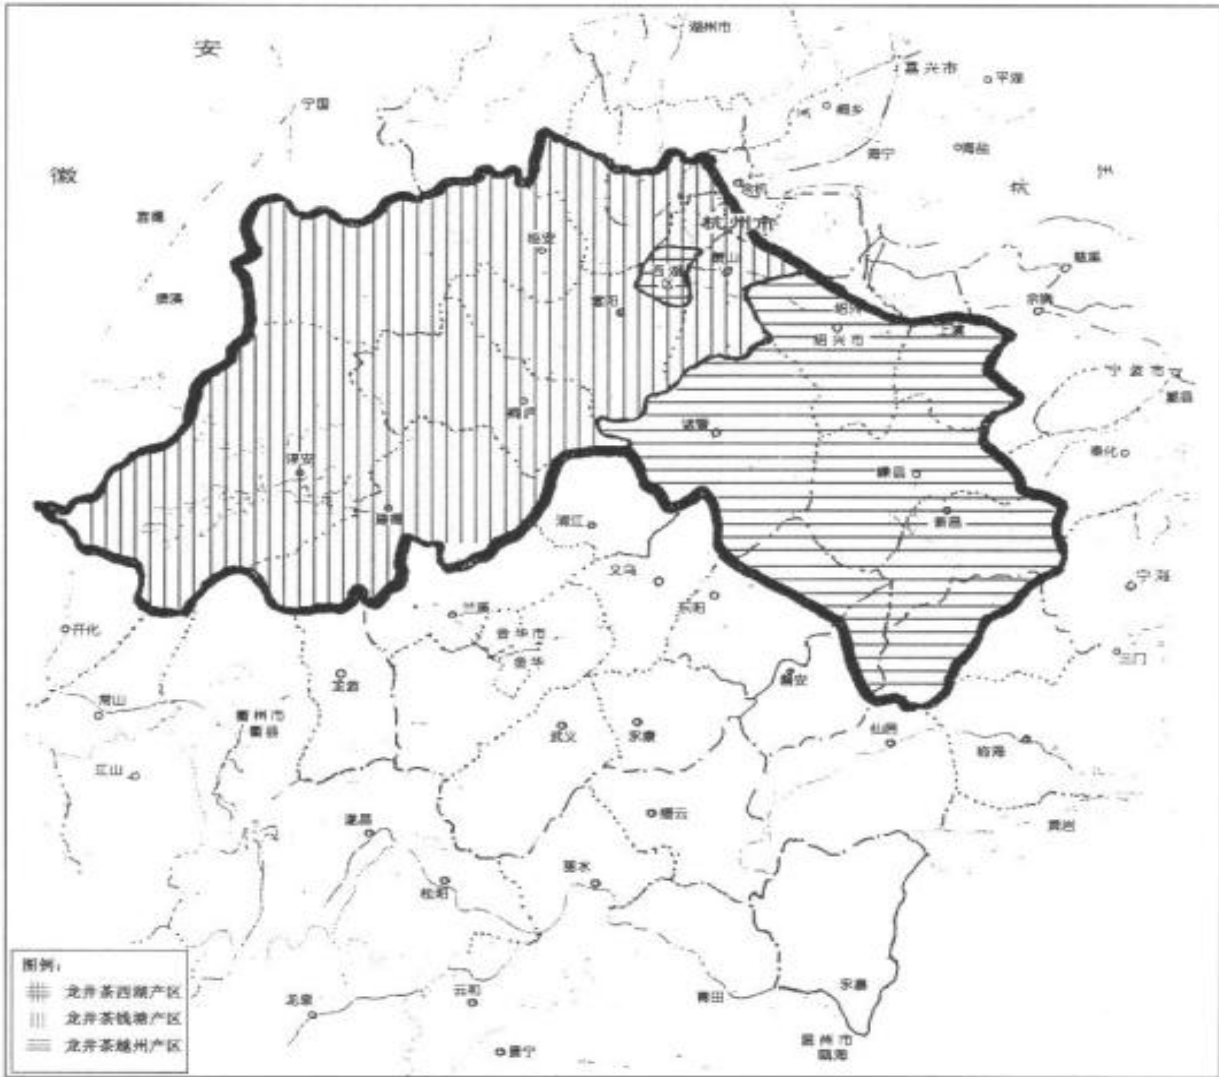 安
徽
湖州市
嘉兴市
平湖
桐乡
海宁
海盐
杭
宁国
余杭
杭州市
临安
西湖
区
萧山
富阳
慈溪
余姚
绍兴
绍兴市
上虞
宁波市
鄞县
奉化
桐庐
诸暨
嵊县
新昌
淳安
建德
浦江
义乌
东阳
宁海
三门
开化
兰溪
金华市
金华
常山
龙游
衢州市
衢县
磐安
武义
永康
仙居
临海
江山
遂昌
缙云
黄岩
松阳
丽水
龙泉
云和
青田
永嘉
景宁
温州市
瓯海
图例：
龙井茶西湖产区
龙井茶钱塘产区
龙井茶越州产区